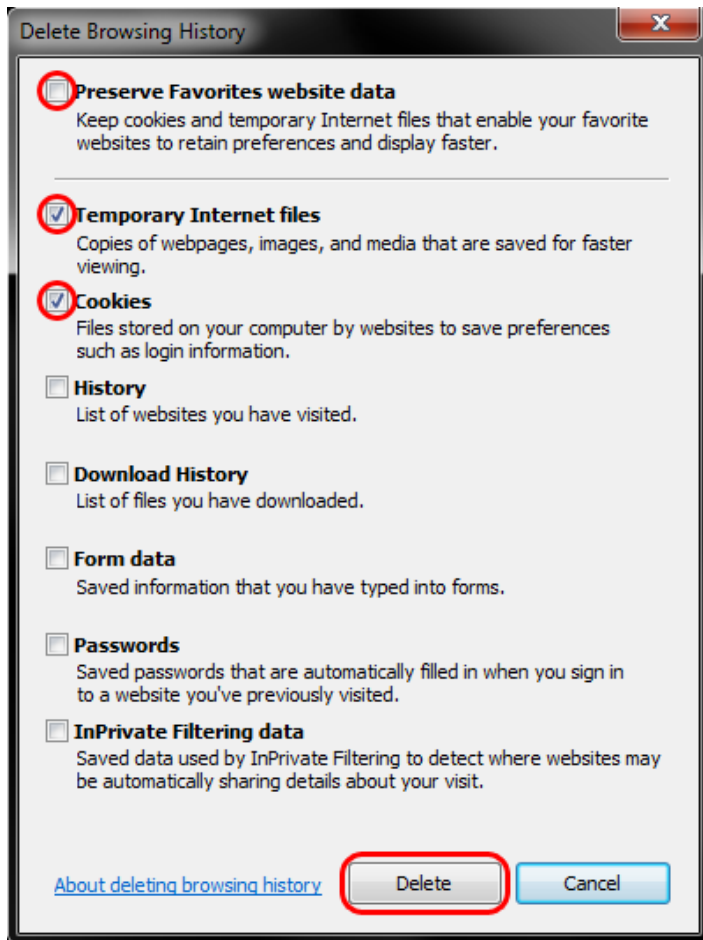 Delete Browsing History
Preserve Favorites website data
Keep cookies and temporary Internet files that enable your favorite
websites to retain preferences and display faster.
Temporary Internet files
Copies of webpages, images, and media that are saved for faster
viewing.
Cookies
Files stored on your computer by websites to save preferences
such as login information.
History
List of websites you have visited.
Download History
List of files you have downloaded.
Form data
Saved information that you have typed into forms.
Passwords
Saved passwords that are automatically filled in when you sign in
to a website you've previously visited.
InPrivate Filtering data
Saved data used by InPrivate Filtering to detect where websites may
be automatically sharing details about your visit.
About deleting browsing history Delete Cancel